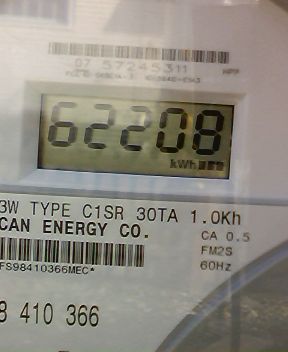 07 57245311
62208
kWh
3W TYPE C1SR 30TA 1.0Kh
CAN ENERGY CO.
CA 0.5
FM2S
60Hz
FS98410366MEC*
8 410 366